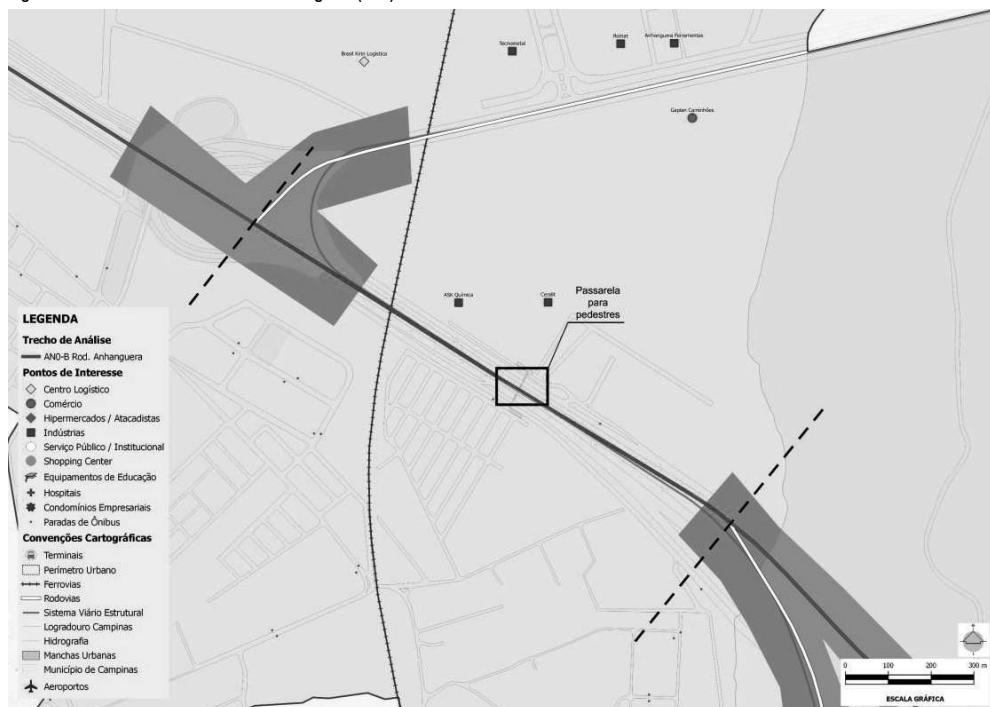 Brasil Kirin Logística
Tecnometal
Anhanguera Ferramentas
Gapten Caminhões
ASK Química
Passarela
para
pedestres
LEGENDA
Trecho de Análise
AN0-B Rod. Anhanguera
Pontos de Interesse
Centro Logístico
Comércio
Hipermercados / Atacadistas
Indústrias
Serviço Público / Institucional
Shopping Center
Equipamentos de Educação
Hospitais
Condomínios Empresariais
Paradas de Ônibus
Convenções Cartográficas
Terminais
Perímetro Urbano
Ferrovias
Rodovias
Sistema Viário Estrutural
Logradouro Campinas
Hidrografia
Manchas Urbanas
Município de Campinas
Aeroportos
0 100 200 300 m
ESCALA GRÁFICA